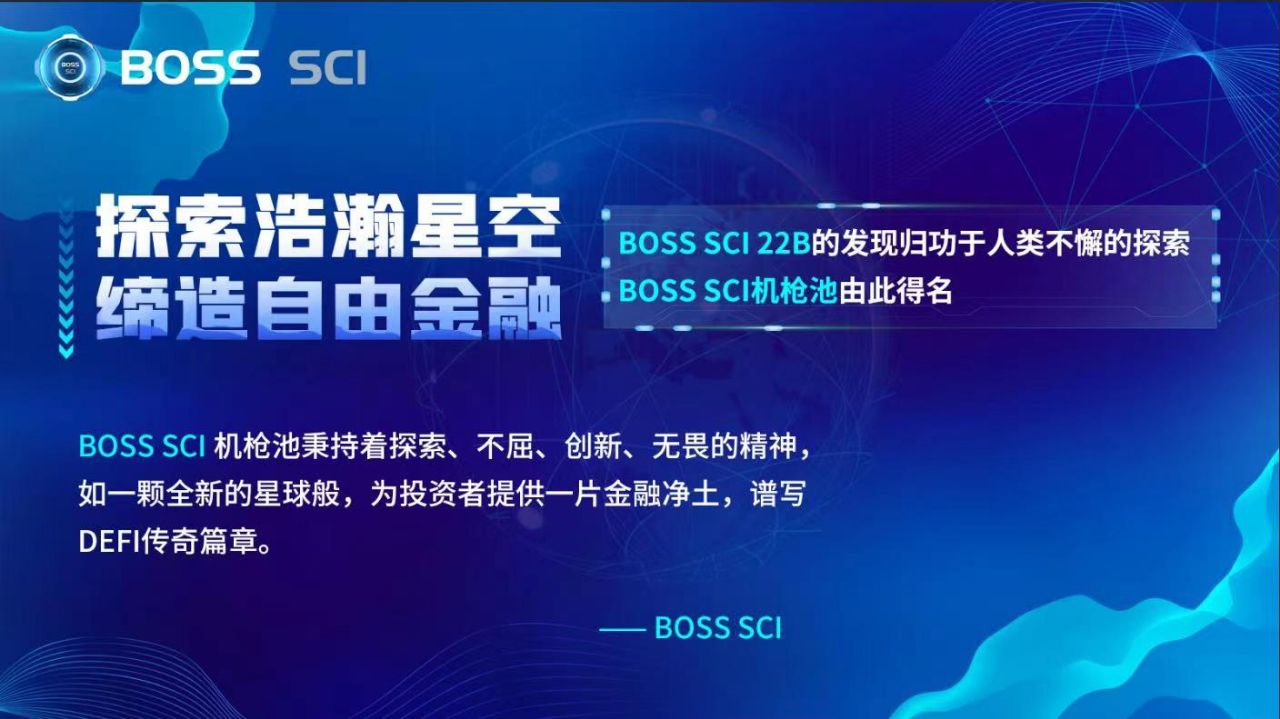 BOSS SCI
BOSS SCI
探索浩瀚星空
缔造自由金融
BOSS SCI 22B的发现归功于人类不懈的探索
BOSS SCI机枪池由此得名
BOSS SCI 机枪池秉持着探索、不屈、创新、无畏的精神，
如一颗全新的星球般，为投资者提供一片金融净土，谱写
DEFI传奇篇章。
—— BOSS SCI